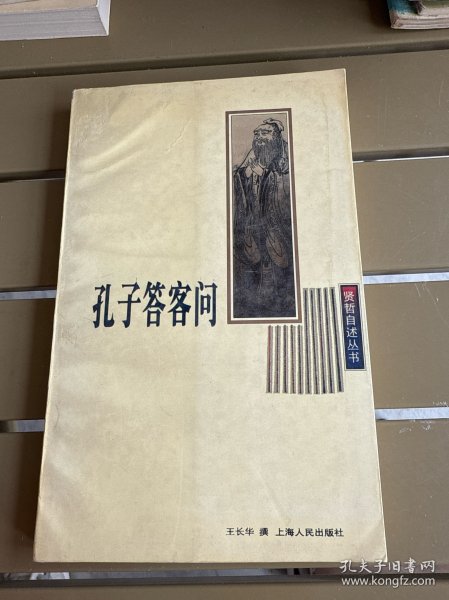 孔子答客问
贤哲自述丛书
王长华 撰 上海人民出版社
孔夫子旧书网
www.kongfz.com